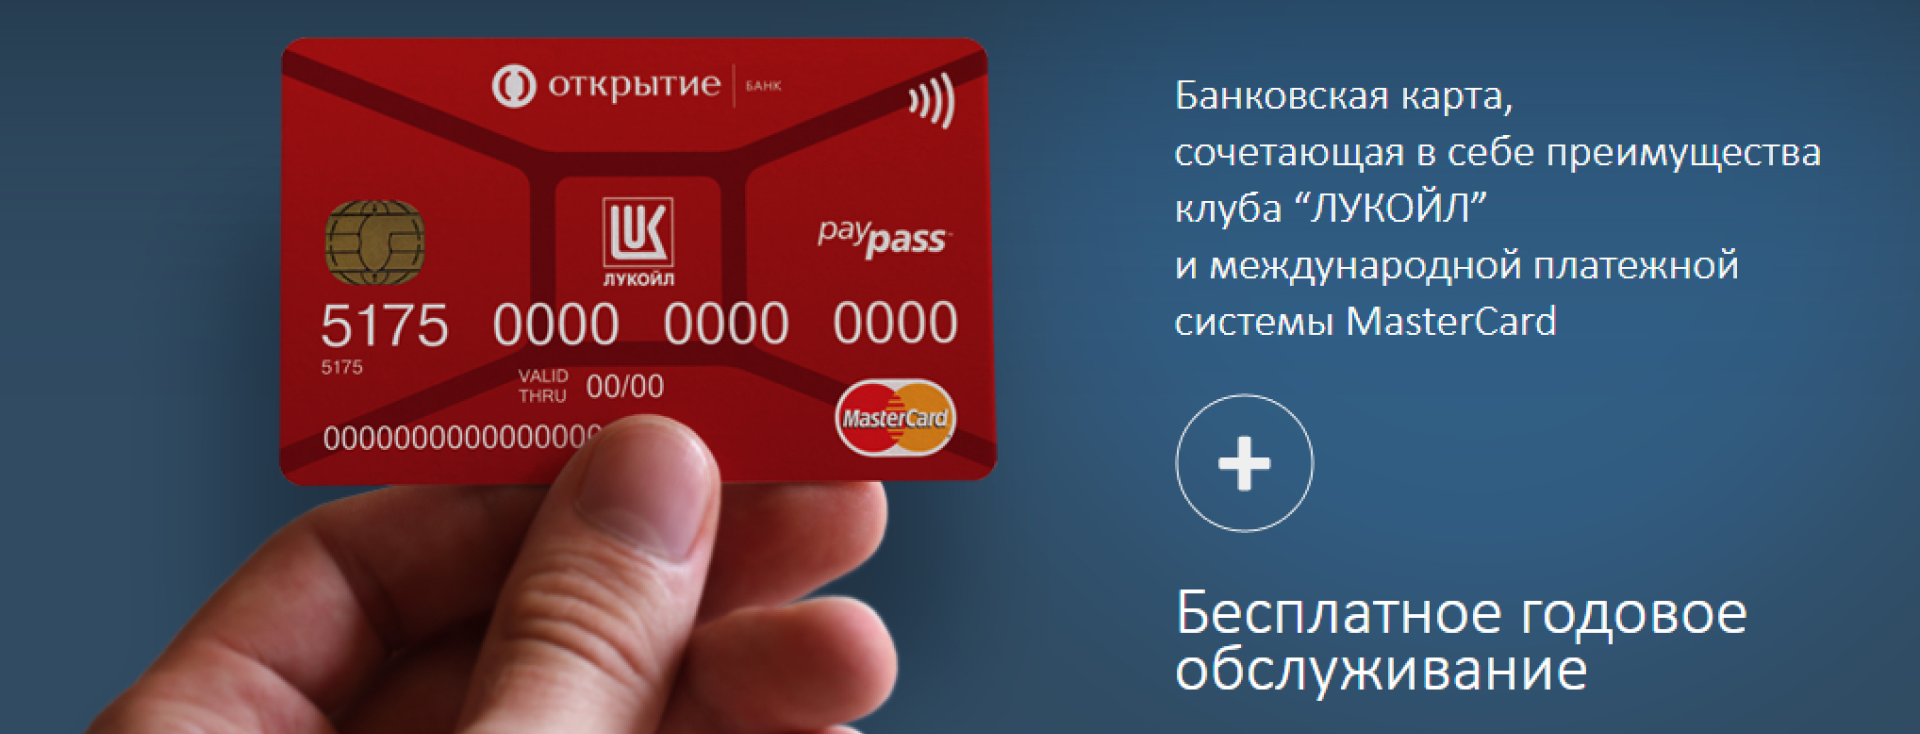 открытие БАНК
ЛУКОЙЛ
paypass
5175 0000 0000 0000
5175
VALID THRU 00/00
MasterCard
0000000000000000
Банковская карта,
сочетающая в себе преимущества
клуба “ЛУКОЙЛ”
и международной платежной
системы MasterCard
Бесплатное годовое
обслуживание